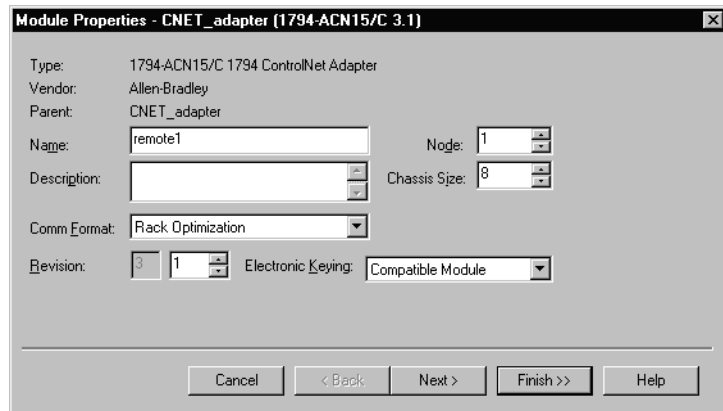 Module Properties - CNET_adapter (1794-ACN15/C 3.1)
Type: 1794-ACN15/C 1794 ControlNet Adapter
Vendor: Allen-Bradley
Parent: CNET_adapter
Name: remote1 Node: 1
Description: Chassis Size: 8
Comm Format: Rack Optimization
Revision: 3 1 Electronic Keying: Compatible Module
Cancel < Back Next > Finish >> Help